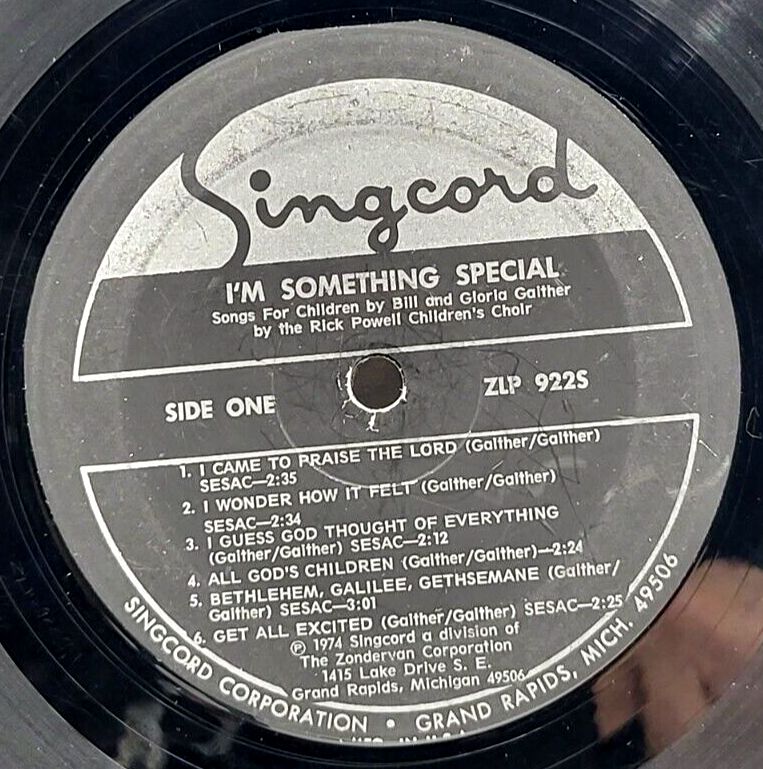 Singcord
I'M SOMETHING SPECIAL
Songs For Children by Bill and Gloria Gaither
by the Rick Powell Children's Choir
SIDE ONE
ZLP 922S
1. I CAME TO PRAISE THE LORD (Gaither/Gaither)
SESAC—2:35
2. I WONDER HOW IT FELT (Gaither/Gaither)
SESAC—2:34
3. I GUESS GOD THOUGHT OF EVERYTHING
(Gaither/Gaither) SESAC—2:12
4. ALL GOD'S CHILDREN (Gaither/Gaither)—2:24
5. BETHLEHEM, GALILEE, GETHSEMANE (Gaither/
Gaither) SESAC—3:01
6. GET ALL EXCITED (Gaither/Gaither) SESAC—2:25
Ⓟ 1974 Singcord a division of
The Zondervan Corporation
1415 Lake Drive S. E.
Grand Rapids, Michigan 49506
SINGCORD CORPORATION • GRAND RAPIDS, MICH. 49506